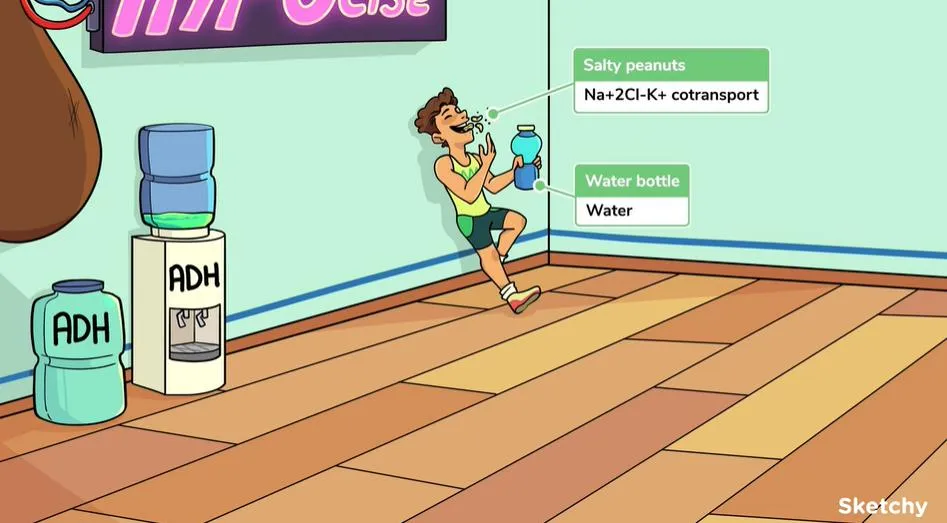 Salty peanuts
Na+2Cl-K+ cotransport
Water bottle
Water
ADH
ADH
Sketchy